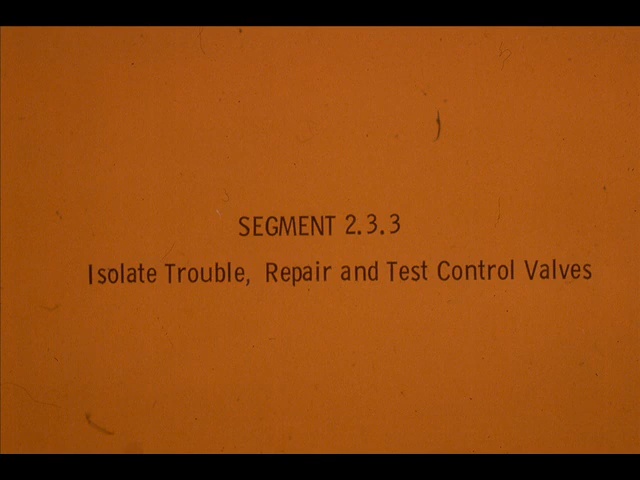 SEGMENT 2.3.3
Isolate Trouble, Repair and Test Control Valves